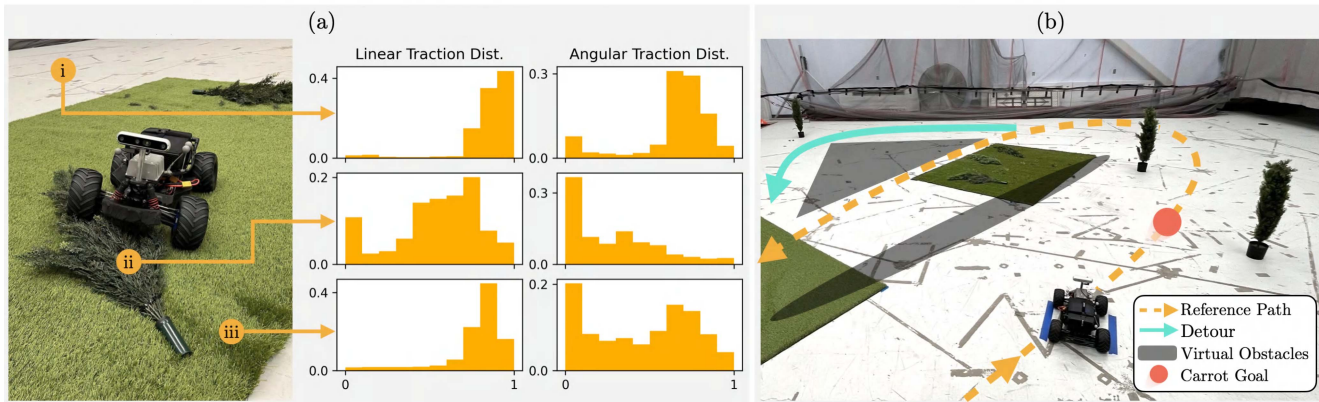 (a)
(b)
Linear Traction Dist.
Angular Traction Dist.
i
0.4
0.0
0.3
0.0
ii
0.2
0.0
0.3
0.0
iii
0.4
0.0
0
1
0.2
0.0
0
1
Reference Path
Detour
Virtual Obstacles
Carrot Goal